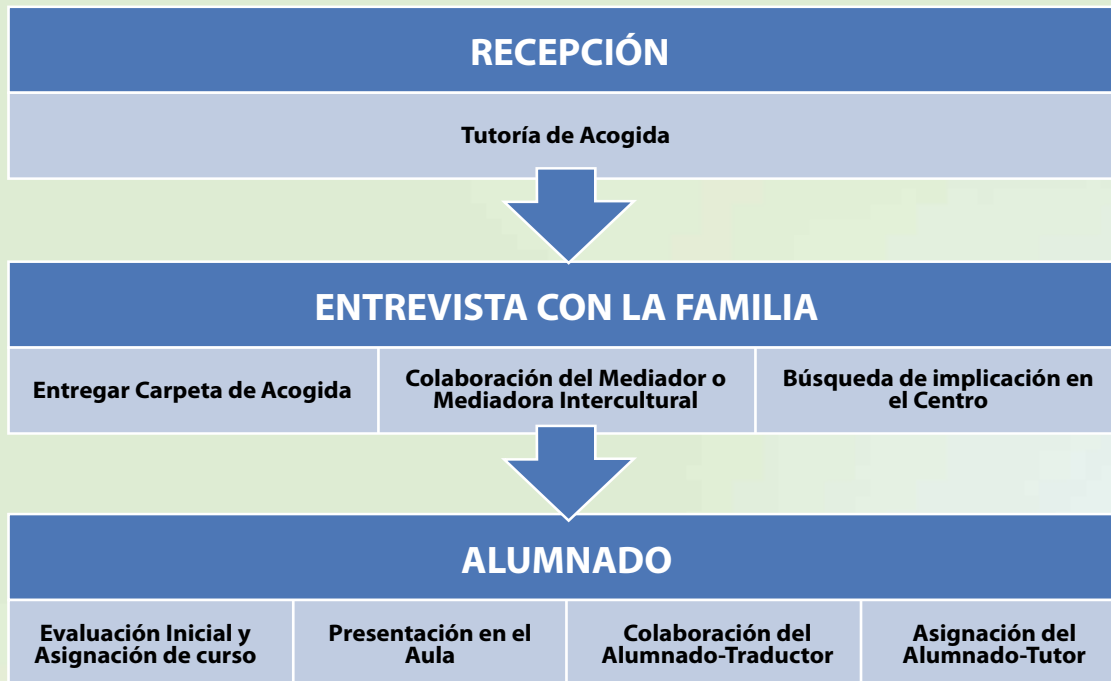 RECEPCIÓN
Tutoría de Acogida
ENTREVISTA CON LA FAMILIA
Entregar Carpeta de Acogida
Colaboración del Mediador o
Mediadora Intercultural
Búsqueda de implicación en
el Centro
ALUMNADO
Evaluación Inicial y
Asignación de curso
Presentación en el
Aula
Colaboración del
Alumnado-Traductor
Asignación del
Alumnado-Tutor